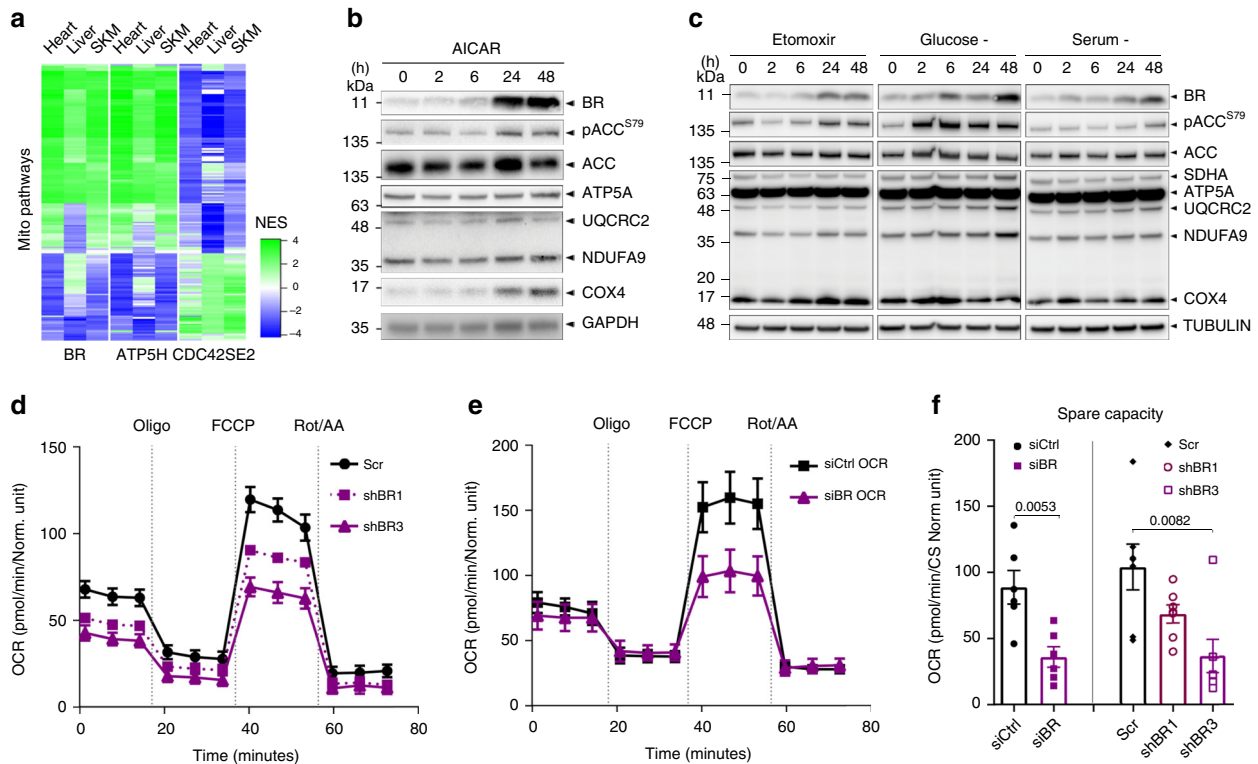 a
Heart Liver SKM Heart Liver SKM Heart Liver SKM
Mito pathways
NES
4
2
0
−2
−4
BR ATP5H CDC42SE2
b
AICAR
(h) 0 2 6 24 48
kDa
11 BR
135 pACC^S79
135 ACC
63 ATP5A
48 UQCRC2
35 NDUFA9
17 COX4
35 GAPDH
c
Etomoxir Glucose - Serum -
(h) 0 2 6 24 48 0 2 6 24 48 0 2 6 24 48
kDa
11 BR
135 pACC^S79
135 ACC
75 SDHA
63 ATP5A
48 UQCRC2
35 NDUFA9
20
17 COX4
48 TUBULIN
d
Oligo FCCP Rot/AA
OCR (pmol/min/Norm. unit)
150
100
50
0
Scr
shBR1
shBR3
0 20 40 60 80
Time (minutes)
e
Oligo FCCP Rot/AA
OCR (pmol/min/Norm. unit)
200
150
100
50
0
siCtrl OCR
siBR OCR
0 20 40 60 80
Time (minutes)
f
Spare capacity
OCR (pmol/min/CS Norm unit)
200
150
100
50
0
siCtrl
siBR
Scr
shBR1
shBR3
0.0053
0.0082
siCtrl siBR Scr shBR1 shBR3